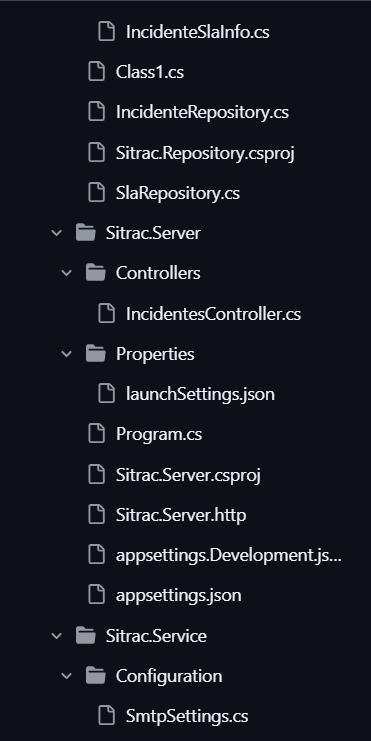 IncidenteSlaInfo.cs
Class1.cs
IncidenteRepository.cs
Sitrac.Repository.csproj
SlaRepository.cs
Sitrac.Server
Controllers
IncidentesController.cs
Properties
launchSettings.json
Program.cs
Sitrac.Server.csproj
Sitrac.Server.http
appsettings.Development.js...
appsettings.json
Sitrac.Service
Configuration
SmtpSettings.cs